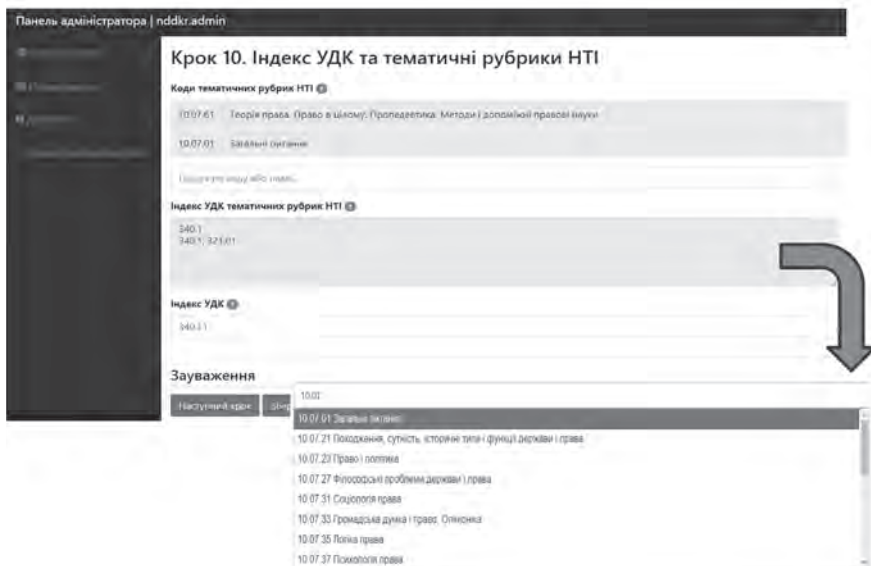 Панель адміністратора | nddkr.admin
Крок 10. Індекс УДК та тематичні рубрики НТІ
Коди тематичних рубрик НТІ
10.07.61 Теорія права. Право в цілому. Пропедевтика. Методи і допоміжні правові науки
10.07.01 Загальні питання
Індекс УДК тематичних рубрик НТІ
340.1
340.1; 321.01
Індекс УДК
340.11
Зауваження
Наступний крок
10.07
10.07.01 Загальні питання
10.07.21 Походження, сутність, історичні типи і функції держави і права
10.07.23 Право і політика
10.07.27 Філософські проблеми держави і права
10.07.31 Соціологія права
10.07.33 Громадська думка і право.
10.07.35 Логіка права
10.07.37 Психологія права